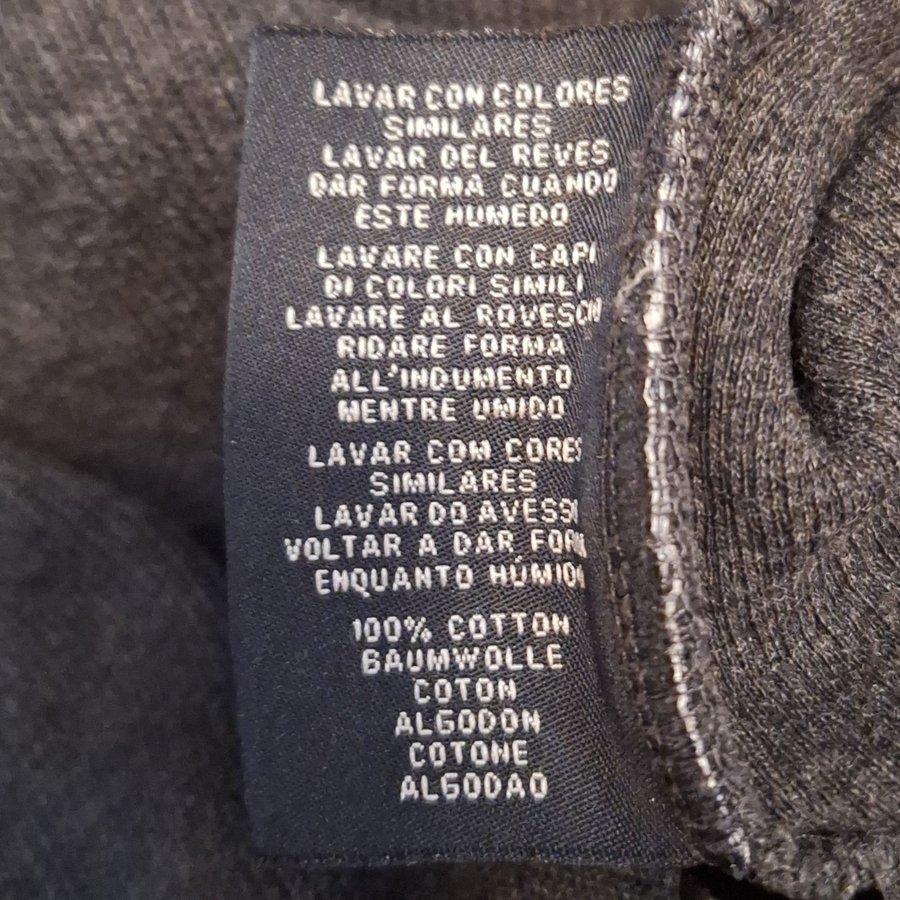 LAVAR CON COLORES
SIMILARES
LAVAR DEL REVES
DAR FORMA CUANDO
ESTE HUMEDO
LAVARE CON CAPI
DI COLORI SIMILI
LAVARE AL ROVESCIO
RIDARE FORMA
ALL'INDUMENTO
MENTRE UMIDO
LAVAR COM CORES
SIMILARES
LAVAR DO AVESSO
VOLTAR A DAR FORMA
ENQUANTO HÚMIDO
100% COTTON
BAUMWOLLE
COTON
ALGODON
COTONE
ALGODAO